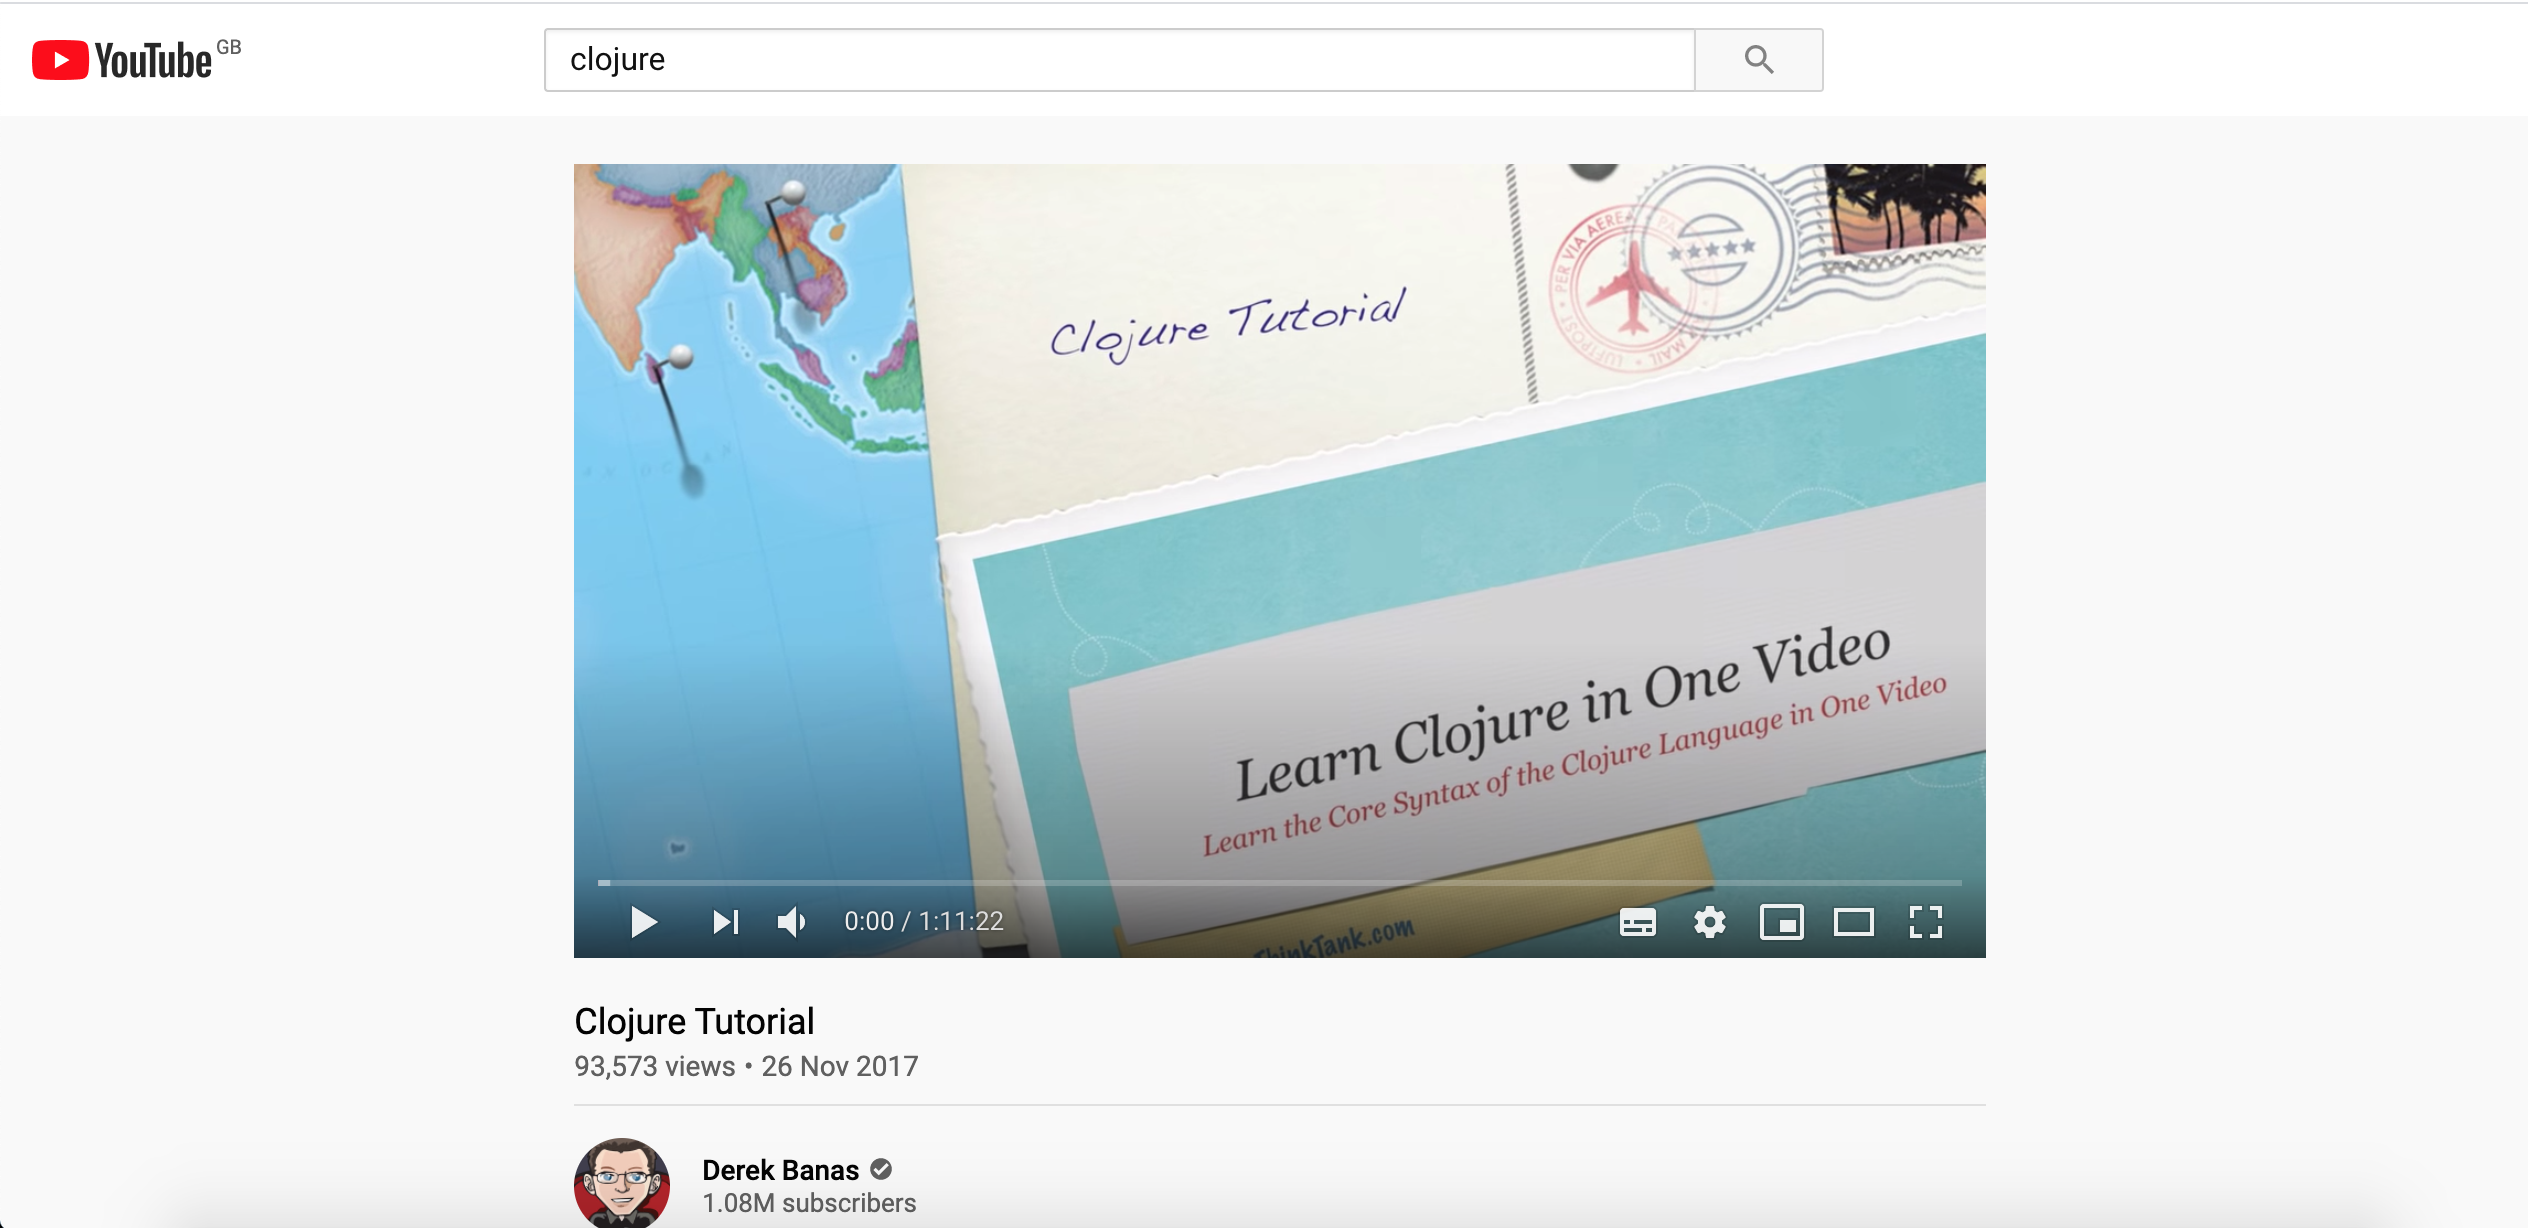 YouTube GB
clojure
Clojure Tutorial
PER VIA AEREA
LUFTPOST • MAIL
Learn Clojure in One Video
Learn the Core Syntax of the Clojure Language in One Video
ThinkTank.com
0:00 / 1:11:22
Clojure Tutorial
93,573 views • 26 Nov 2017
Derek Banas
1.08M subscribers